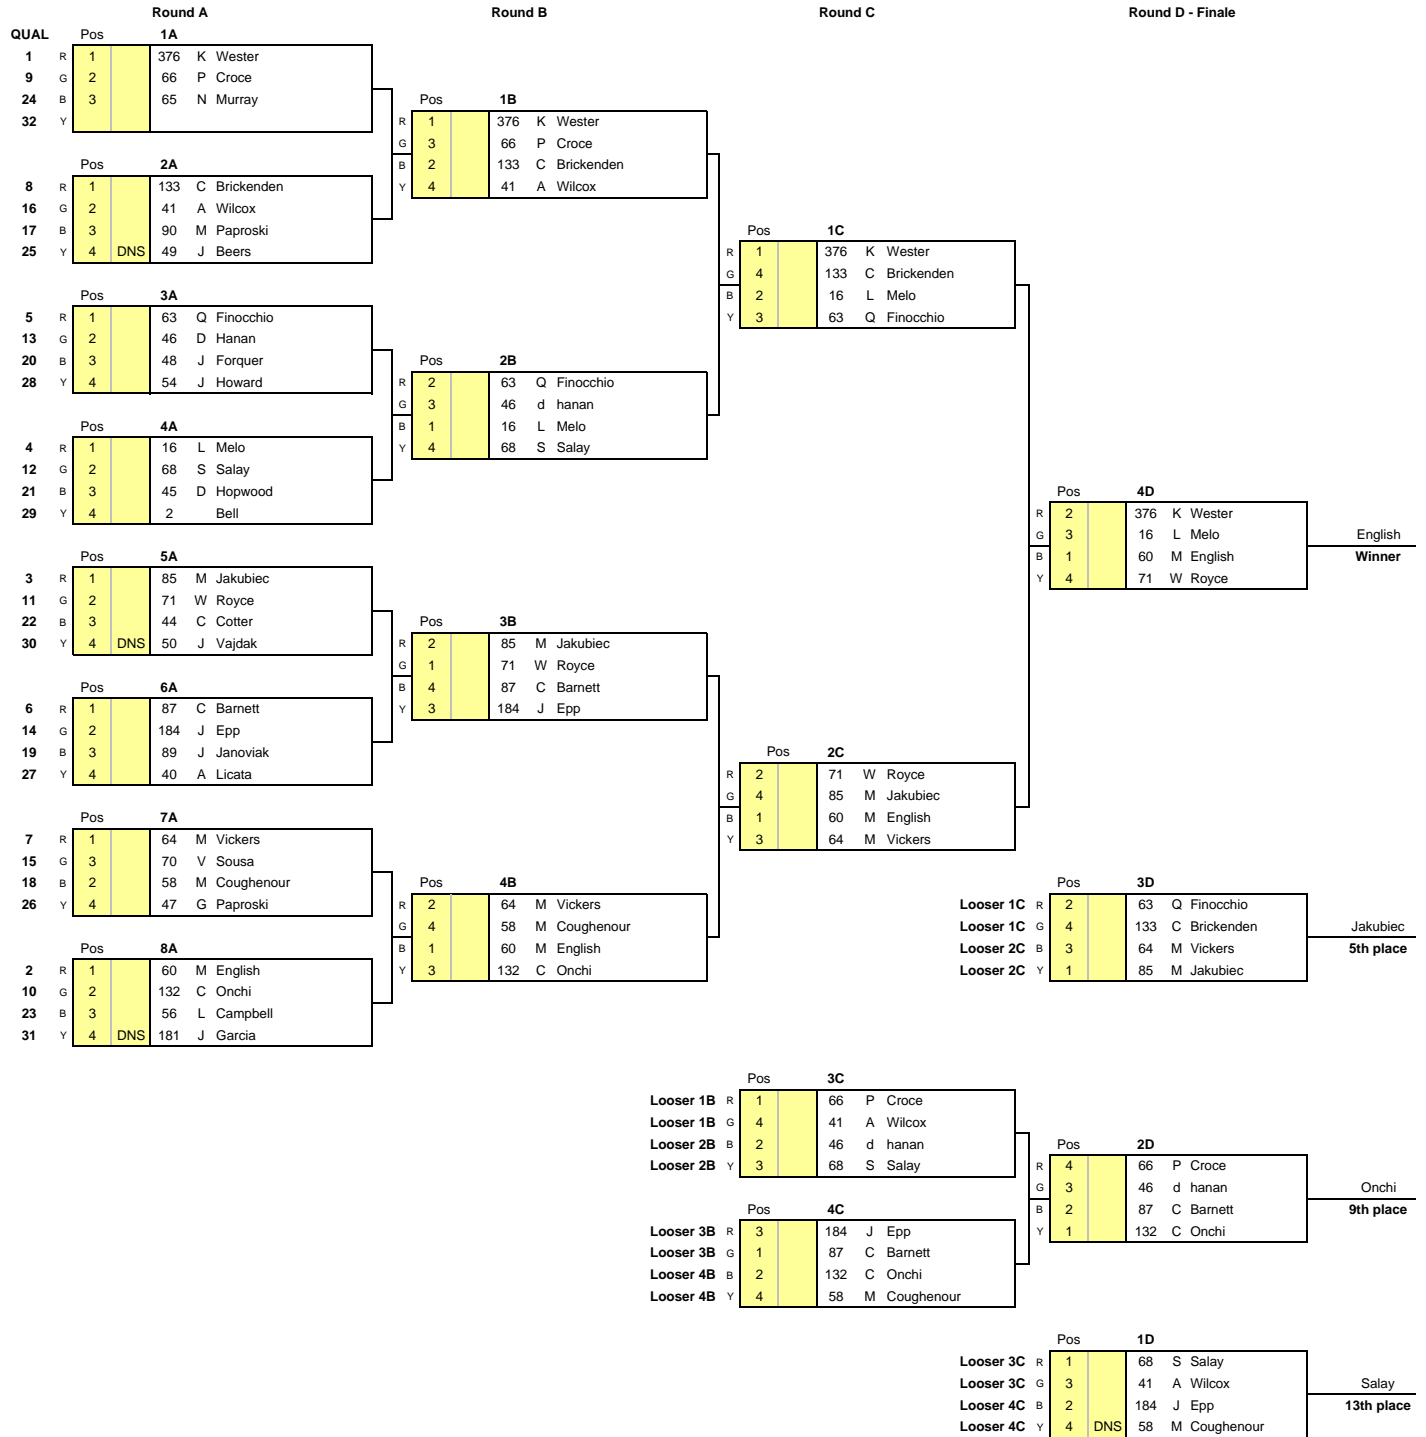 Round A Round B Round C Round D - Finale
QUAL Pos 1A
1 R 1 376 K Wester
9 G 2 66 P Croce
24 B 3 65 N Murray
32 Y
Pos 2A
8 R 1 133 C Brickenden
16 G 2 41 A Wilcox
17 B 3 90 M Paproski
25 Y 4 DNS 49 J Beers
Pos 3A
5 R 1 63 Q Finocchio
13 G 2 46 D Hanan
20 B 3 48 J Forquer
28 Y 4 54 J Howard
Pos 4A
4 R 1 16 L Melo
12 G 2 68 S Salay
21 B 3 45 D Hopwood
29 Y 4 2 Bell
Pos 5A
3 R 1 85 M Jakubiec
11 G 2 71 W Royce
22 B 3 44 C Cotter
30 Y 4 DNS 50 J Vajdak
Pos 6A
6 R 1 87 C Barnett
14 G 2 184 J Epp
19 B 3 89 J Janoviak
27 Y 4 40 A Licata
Pos 7A
7 R 1 64 M Vickers
15 G 3 70 V Sousa
18 B 2 58 M Coughenour
26 Y 4 47 G Paproski
Pos 8A
2 R 1 60 M English
10 G 2 132 C Onchi
23 B 3 56 L Campbell
31 Y 4 DNS 181 J Garcia
Pos 1B
R 1 376 K Wester
G 3 66 P Croce
B 2 133 C Brickenden
Y 4 41 A Wilcox
Pos 2B
R 2 63 Q Finocchio
G 3 46 d hanan
B 1 16 L Melo
Y 4 68 S Salay
Pos 3B
R 2 85 M Jakubiec
G 1 71 W Royce
B 4 87 C Barnett
Y 3 184 J Epp
Pos 4B
R 2 64 M Vickers
G 4 58 M Coughenour
B 1 60 M English
Y 3 132 C Onchi
Pos 1C
R 1 376 K Wester
G 4 133 C Brickenden
B 2 16 L Melo
Y 3 63 Q Finocchio
Pos 2C
R 2 71 W Royce
G 4 85 M Jakubiec
B 1 60 M English
Y 3 64 M Vickers
Pos 3C
Looser 1B R 1 66 P Croce
Looser 1B G 4 41 A Wilcox
Looser 2B B 2 46 d hanan
Looser 2B Y 3 68 S Salay
Pos 4C
Looser 3B R 3 184 J Epp
Looser 3B G 1 87 C Barnett
Looser 4B B 2 132 C Onchi
Looser 4B Y 4 58 M Coughenour
Pos 4D
R 2 376 K Wester
G 3 16 L Melo English
B 1 60 M English Winner
Y 4 71 W Royce
Pos 3D
Looser 1C R 2 63 Q Finocchio
Looser 1C G 4 133 C Brickenden Jakubiec
Looser 2C B 3 64 M Vickers 5th place
Looser 2C Y 1 85 M Jakubiec
Pos 2D
R 4 66 P Croce
G 3 46 d hanan Onchi
B 2 87 C Barnett 9th place
Y 1 132 C Onchi
Pos 1D
Looser 3C R 1 68 S Salay
Looser 3C G 3 41 A Wilcox Salay
Looser 4C B 2 184 J Epp 13th place
Looser 4C Y 4 DNS 58 M Coughenour